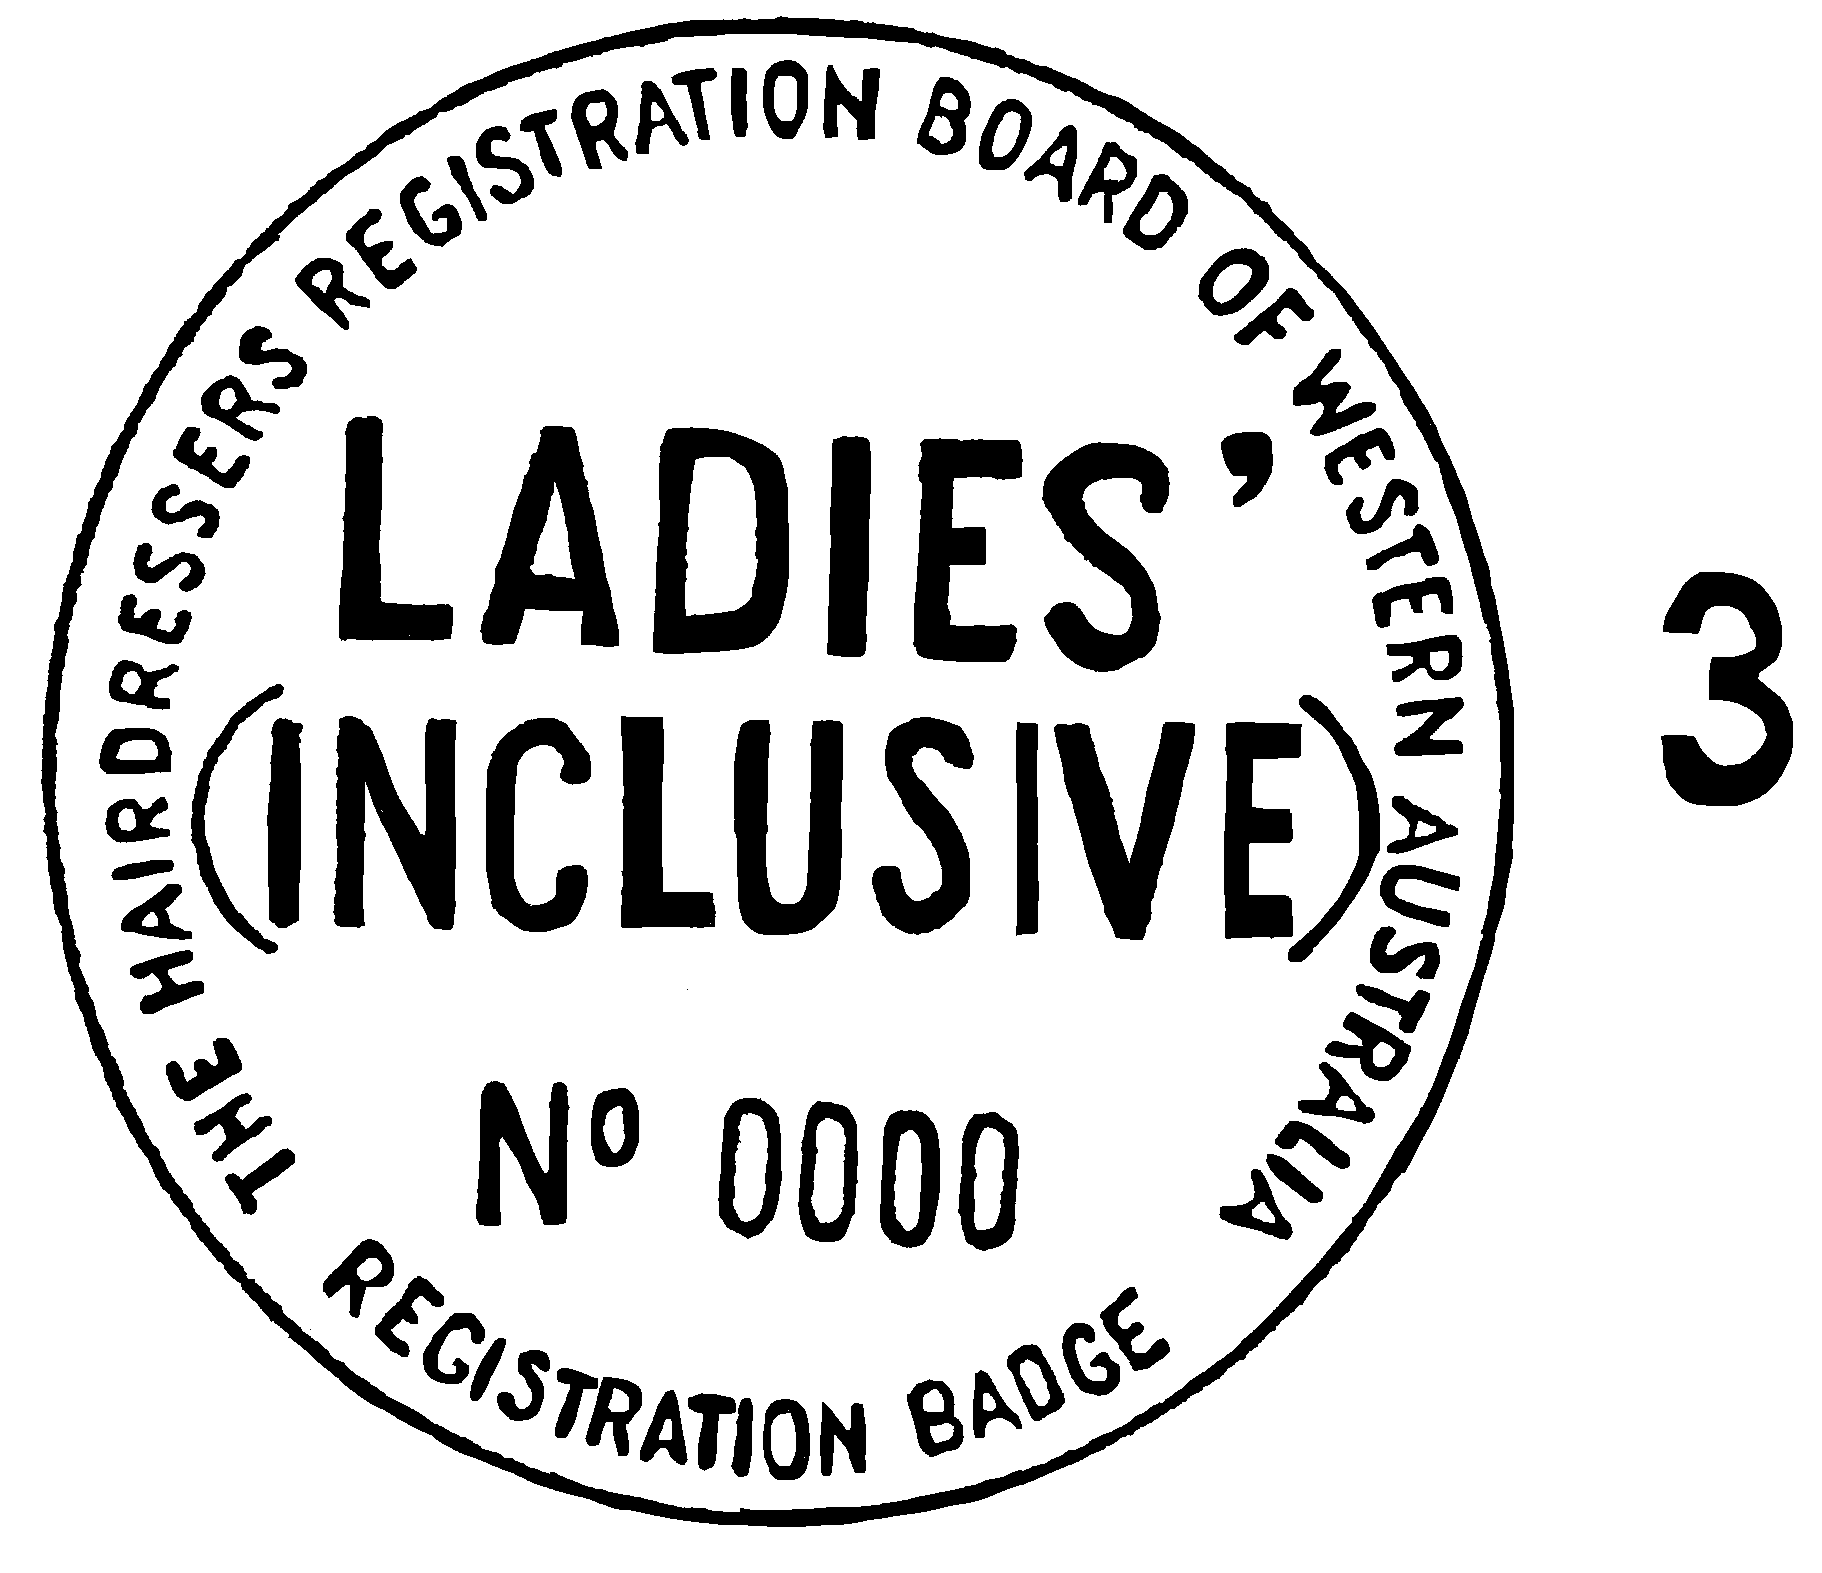 THE HAIRDRESSERS REGISTRATION BOARD OF WESTERN AUSTRALIA
LADIES’
(INCLUSIVE)
Nº 0000
REGISTRATION BADGE
3